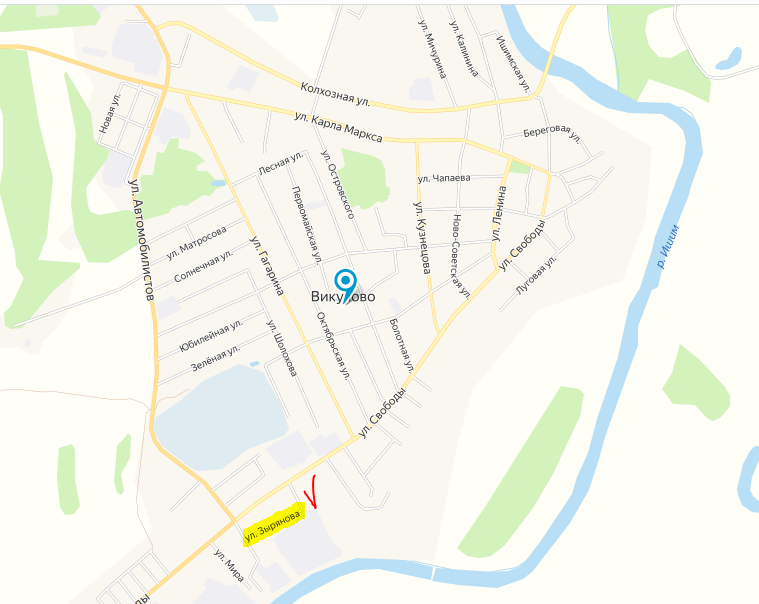 ул. Мичурина
ул. Калинина
Ишимская ул.
Колхозная ул.
Новая ул.
ул. Карла Маркса
Береговая ул.
Лесная ул.
ул. Островского
ул. Чапаева
Первомайская ул.
ул. Автомобилистов
ул. Ленина
ул. Кузнецова
Ново-Советская ул.
ул. Матросова
ул. Гагарина
ул. Свободы
р. Ишим
Солнечная ул.
Луговая ул.
Викулово
Юбилейная ул.
Октябрьская ул.
ул. Шолохова
Болотная ул.
Зелёная ул.
ул. Свободы
ул. Зырянова
ул. Мира